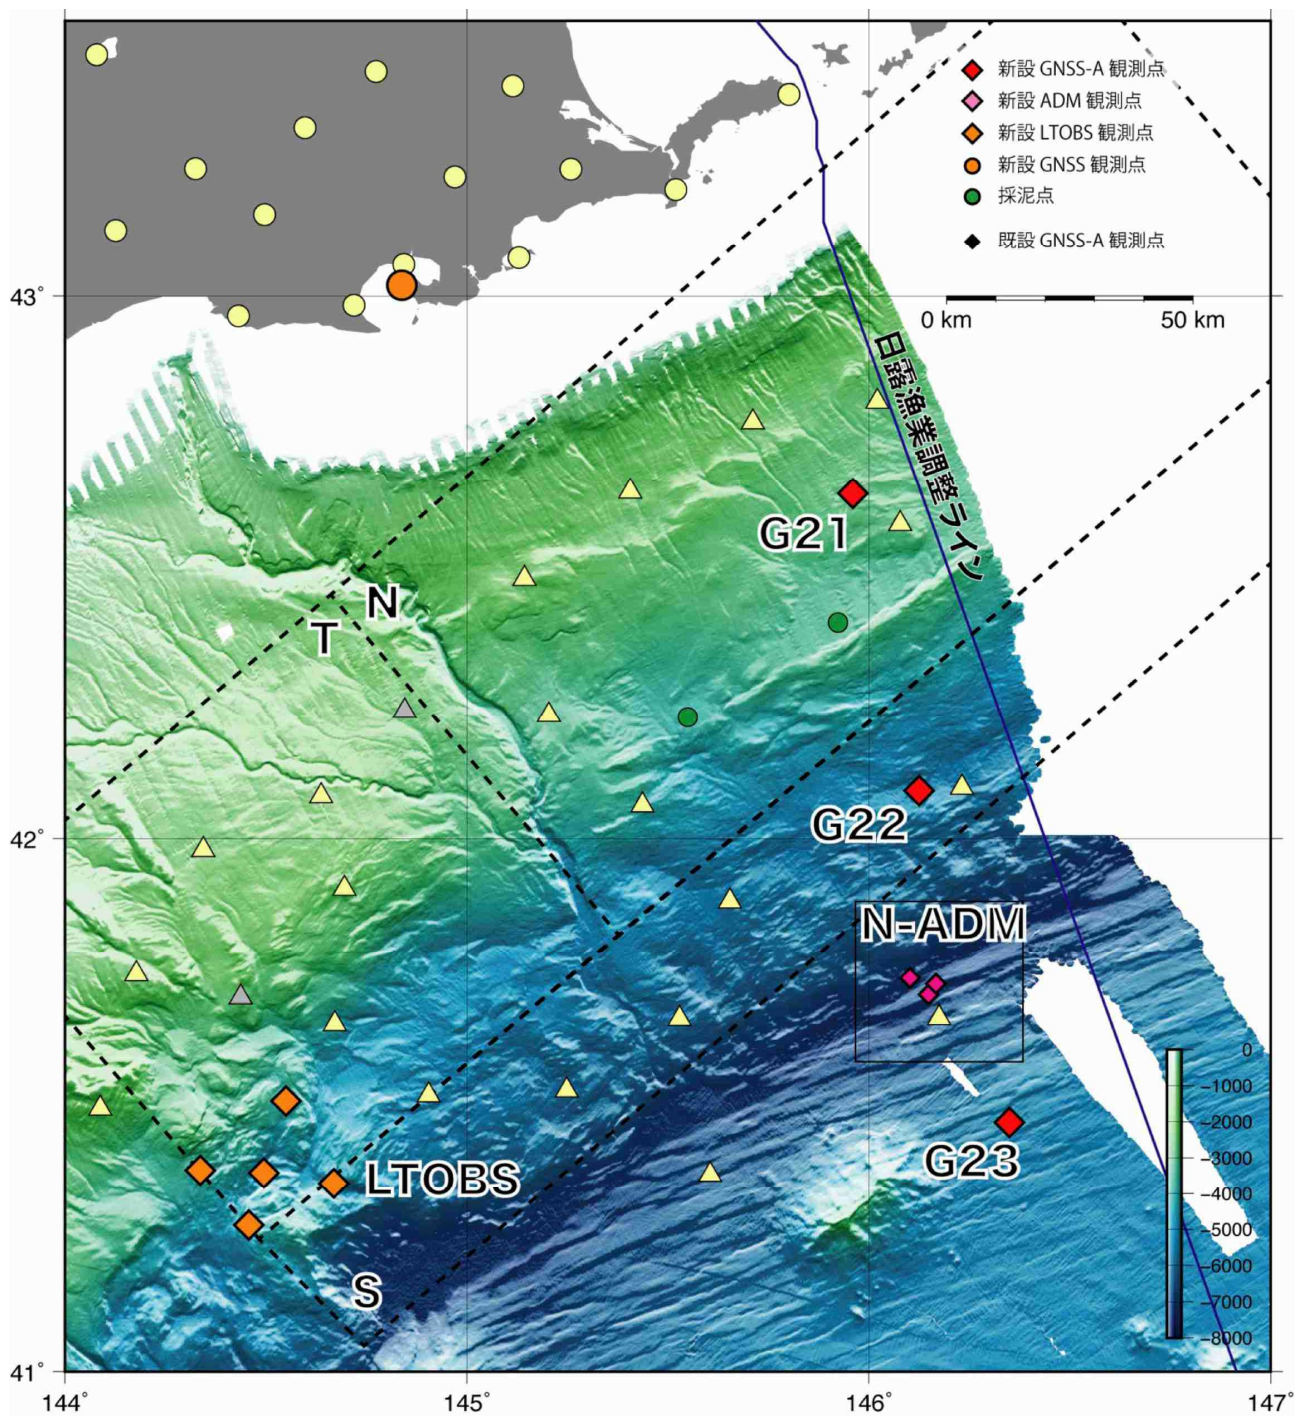 新設 GNSS-A 観測点
新設 ADM 観測点
新設 LTOBS 観測点
新設 GNSS 観測点
採泥点
既設 GNSS-A 観測点
43°
0 km
50 km
日露漁業調整ライン
G21
N
T
G22
42°
N-ADM
0
−1000
−2000
−3000
−4000
−5000
−6000
−7000
−8000
G23
LTOBS
S
41°
144°
145°
146°
147°